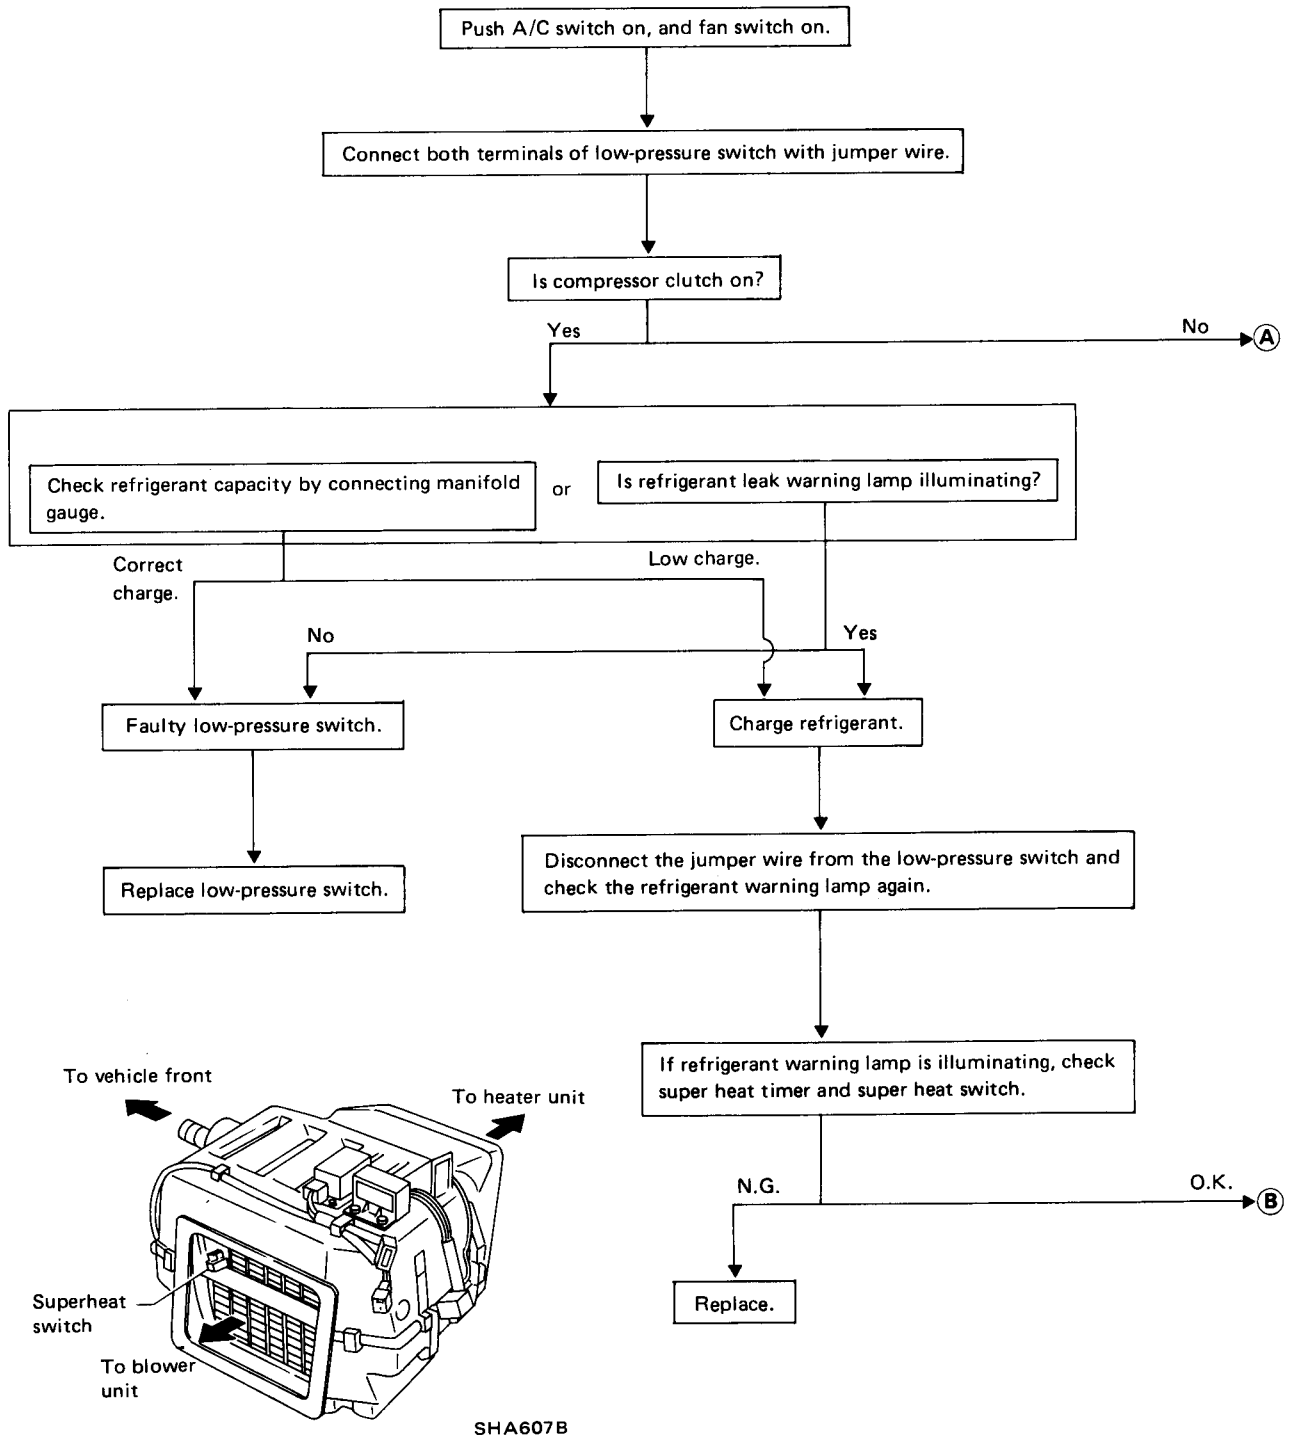 Push A/C switch on, and fan switch on.
Connect both terminals of low-pressure switch with jumper wire.
Is compressor clutch on?
Yes
No
A
Check refrigerant capacity by connecting manifold
gauge.
or
Is refrigerant leak warning lamp illuminating?
Correct
charge.
Low charge.
No
Yes
Faulty low-pressure switch.
Charge refrigerant.
Replace low-pressure switch.
Disconnect the jumper wire from the low-pressure switch and
check the refrigerant warning lamp again.
If refrigerant warning lamp is illuminating, check
super heat timer and super heat switch.
N.G.
O.K.
B
Replace.
To vehicle front
To heater unit
Superheat
switch
To blower
unit
SHA607B